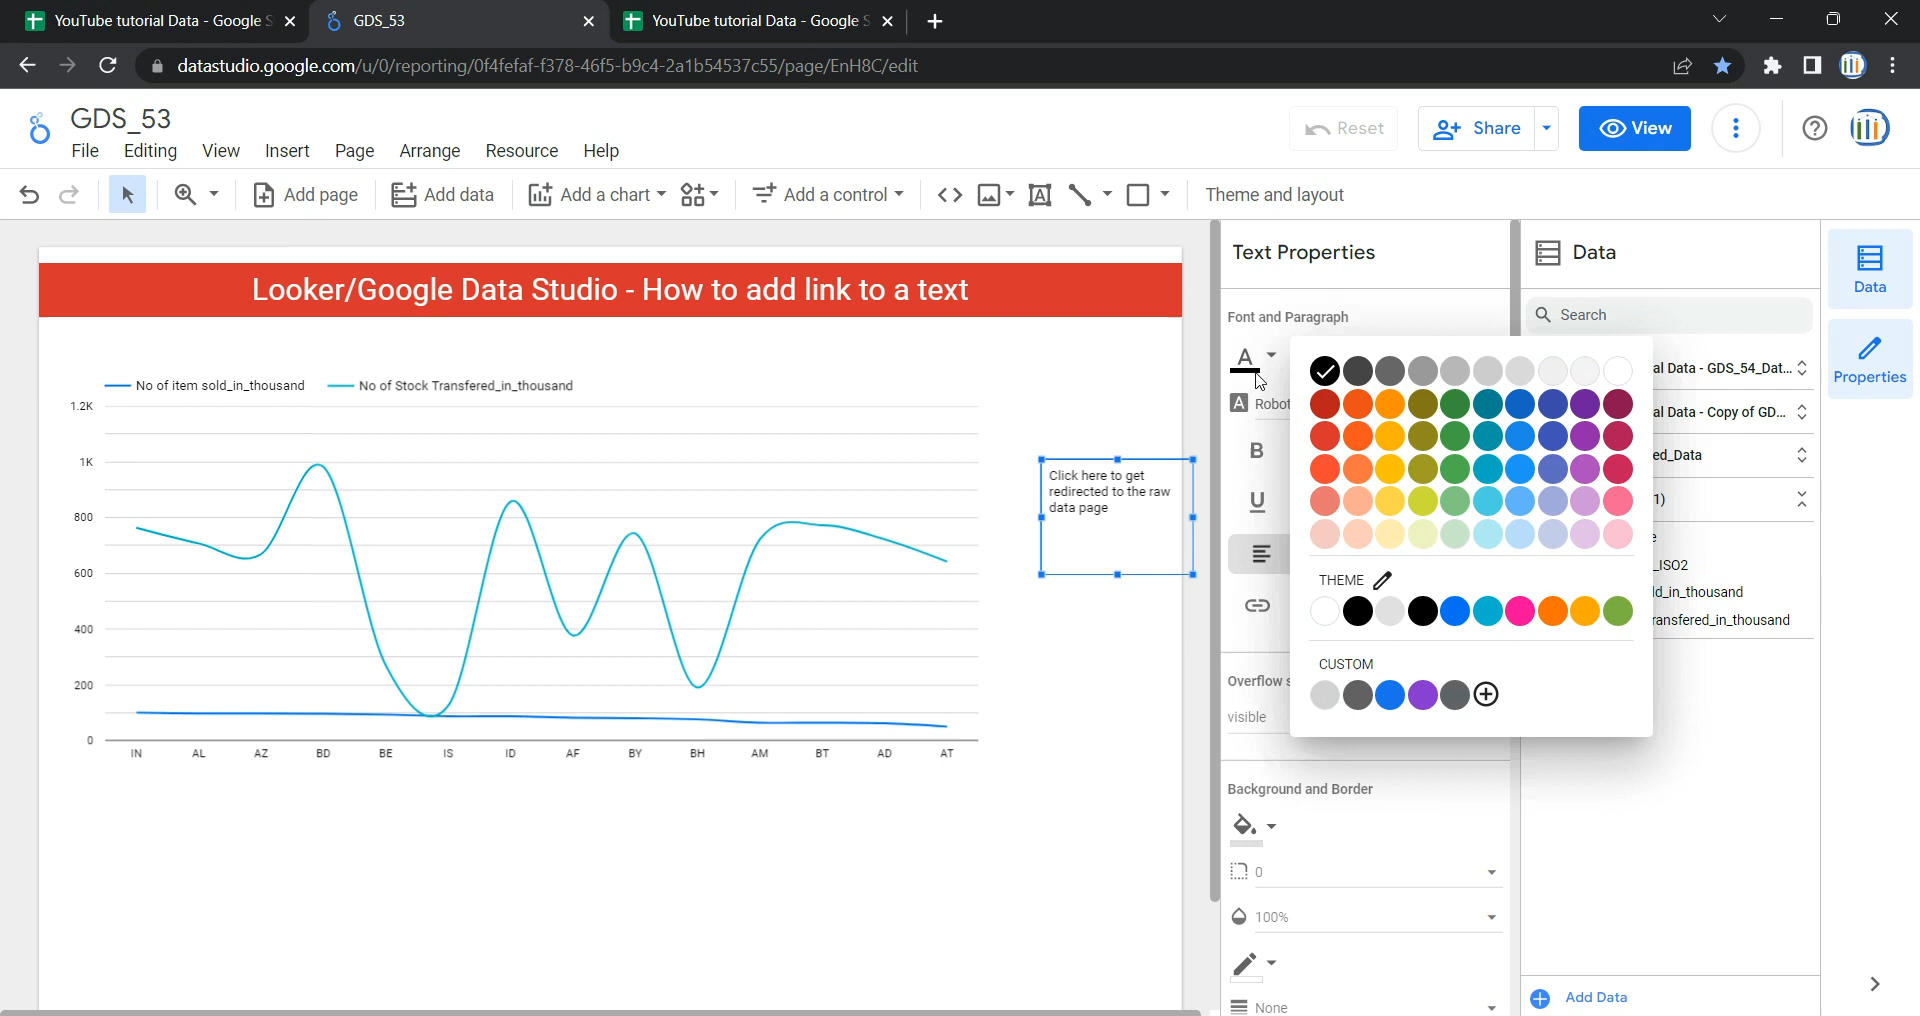 YouTube tutorial Data - Google S
GDS_53
YouTube tutorial Data - Google S
datastudio.google.com/u/0/reporting/0f4fefaf-f378-46f5-b9c4-2a1b54537c55/page/EnH8C/edit
GDS_53
File Editing View Insert Page Arrange Resource Help
Reset
Share
View
Add page
Add data
Add a chart
Add a control
Theme and layout
Looker/Google Data Studio - How to add link to a text
No of item sold_in_thousand
No of Stock Transfered_in_thousand
1.2K
1K
800
600
400
200
0
IN AL AZ BD BE IS ID AF BY BH AM BT AD AT
Click here to get
redirected to the raw
data page
Text Properties
Font and Paragraph
A
A Robot
B
U
Overflow s
visible
THEME
CUSTOM
Background and Border
0
100%
None
Data
Search
al Data - GDS_54_Dat...
al Data - Copy of GD...
ed_Data
1)
e
_ISO2
ld_in_thousand
ransfered_in_thousand
Add Data
Data
Properties